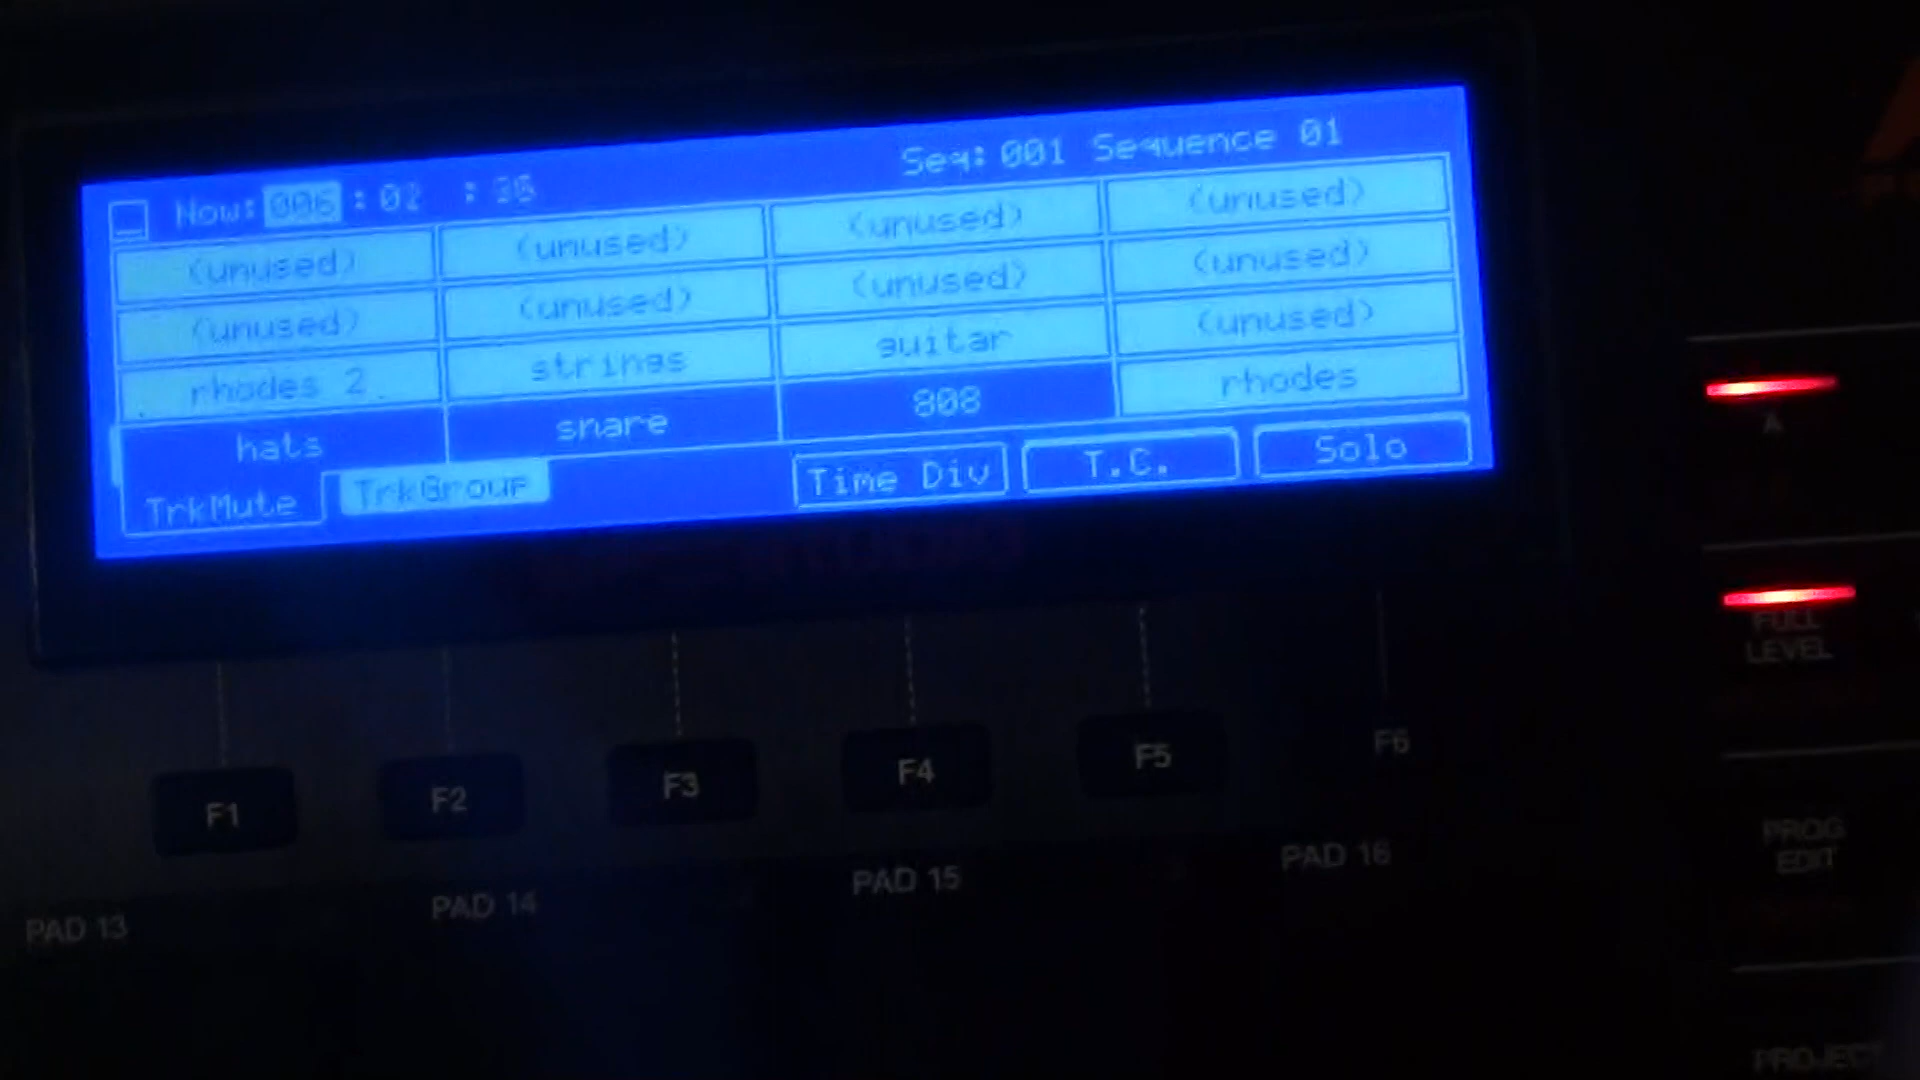 Now:006:02 :
Seq:001 Sequence 01
(unused) (unused) (unused) (unused)
(unused) (unused) (unused) (unused)
rhodes 2 strings guitar (unused)
hats snare 808 rhodes
TrkMute TrkGroup Time Div T.C. Solo
A
FULL
LEVEL
F1 F2 F3 F4 F5 F6
PROG
EDIT
PAD 13 PAD 14 PAD 15 PAD 16
PROJECT